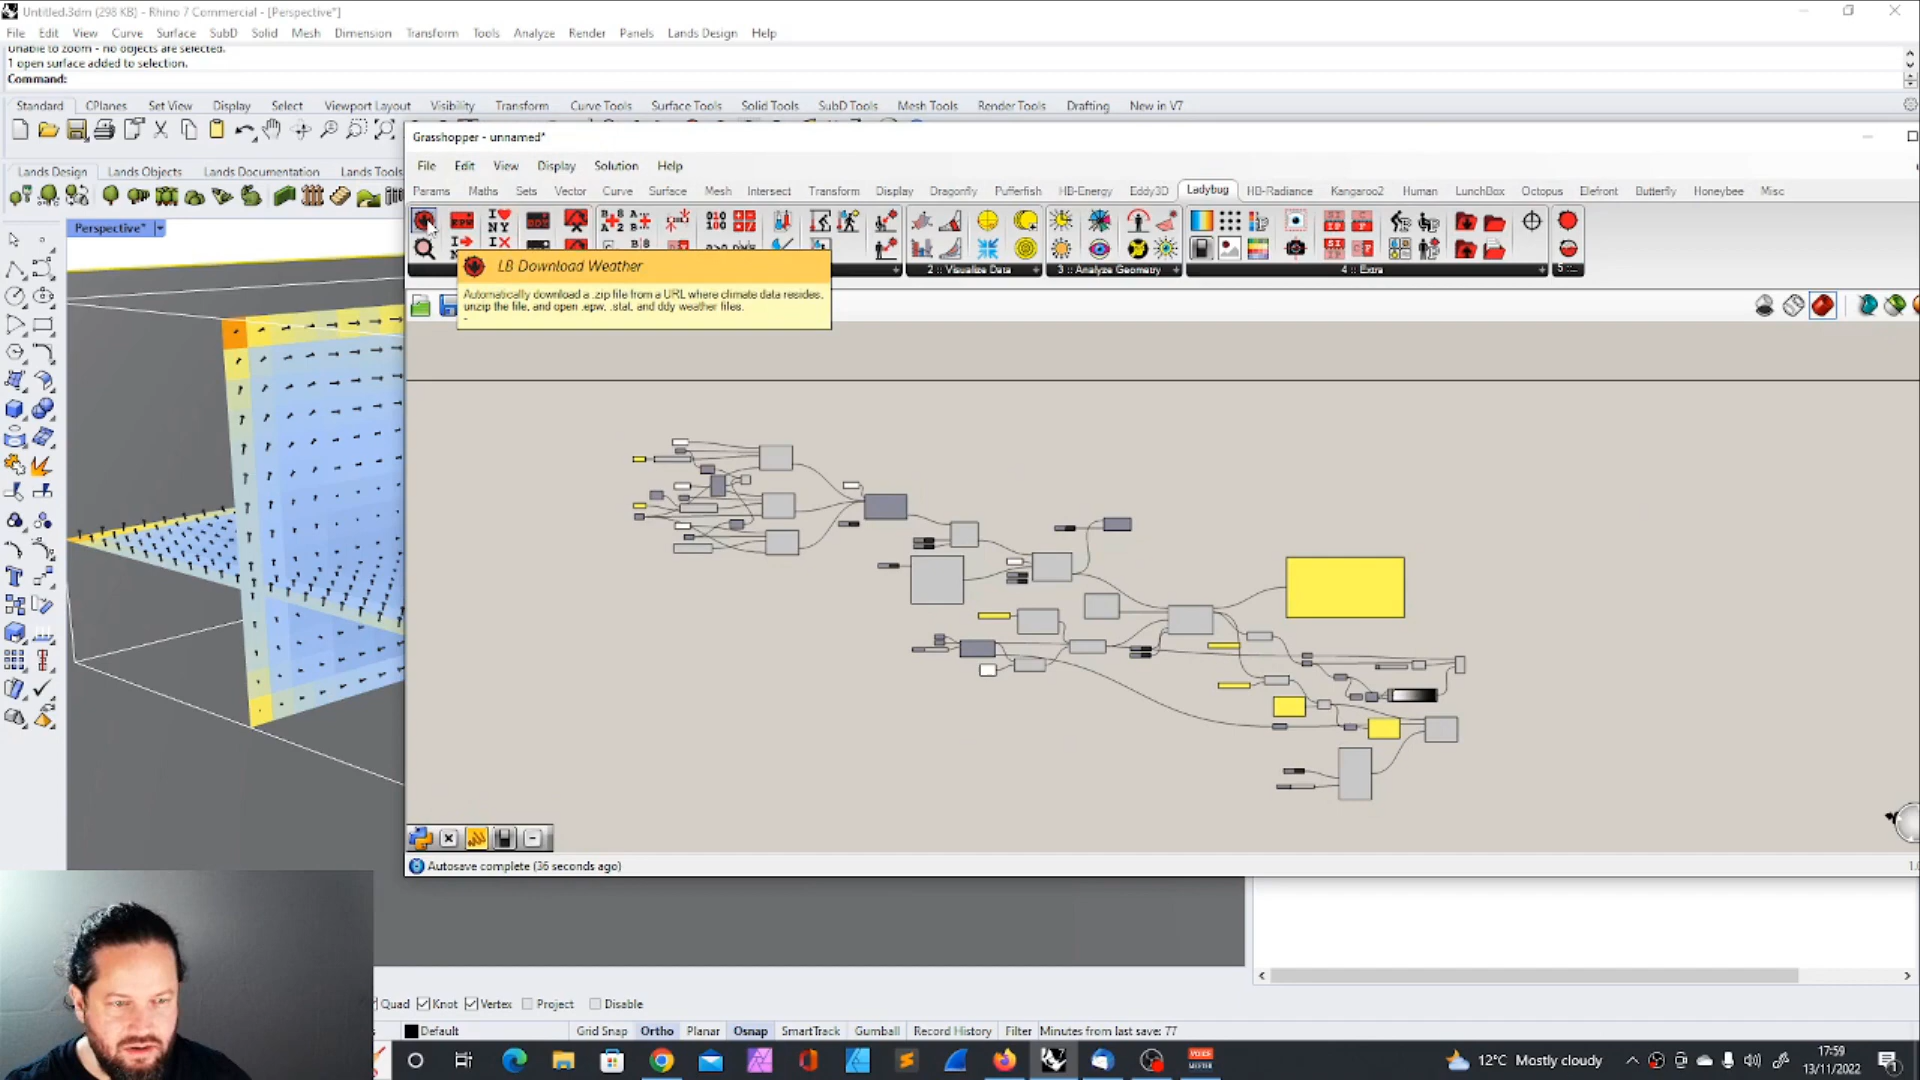 Untitled.3dm (298 KB) - Rhino 7 Commercial - [Perspective*]
File Edit View Curve Surface SubD Solid Mesh Dimension Transform Tools Analyze Render Panels Lands Design Help
Unable to zoom - no objects are selected.
1 open surface added to selection.
Command:
Standard CPlanes Set View Display Select Viewport Layout Visibility Transform Curve Tools Surface Tools Solid Tools SubD Tools Mesh Tools Render Tools Drafting New in V7
Grasshopper - unnamed*
File Edit View Display Solution Help
Lands Design Lands Objects Lands Documentation Lands Tools
Params Maths Sets Vector Curve Surface Mesh Intersect Transform Display Dragonfly Pufferfish HB-Energy Eddy3D Ladybug HB-Radiance Kangaroo2 Human LunchBox Octopus Elefront Butterfly Honeybee Misc
Perspective*
2 :: Visualize Data 3 :: Analyze Geometry 4 :: Extra 5 ::
LB Download Weather
Automatically download a .zip file from a URL where climate data resides,
unzip the file, and open .epw, .stat, and ddy weather files.
-
Autosave complete (36 seconds ago)
Quad Knot Vertex Project Disable
Default Grid Snap Ortho Planar Osnap SmartTrack Gumball Record History Filter Minutes from last save: 77
12°C Mostly cloudy
17:59
13/11/2022